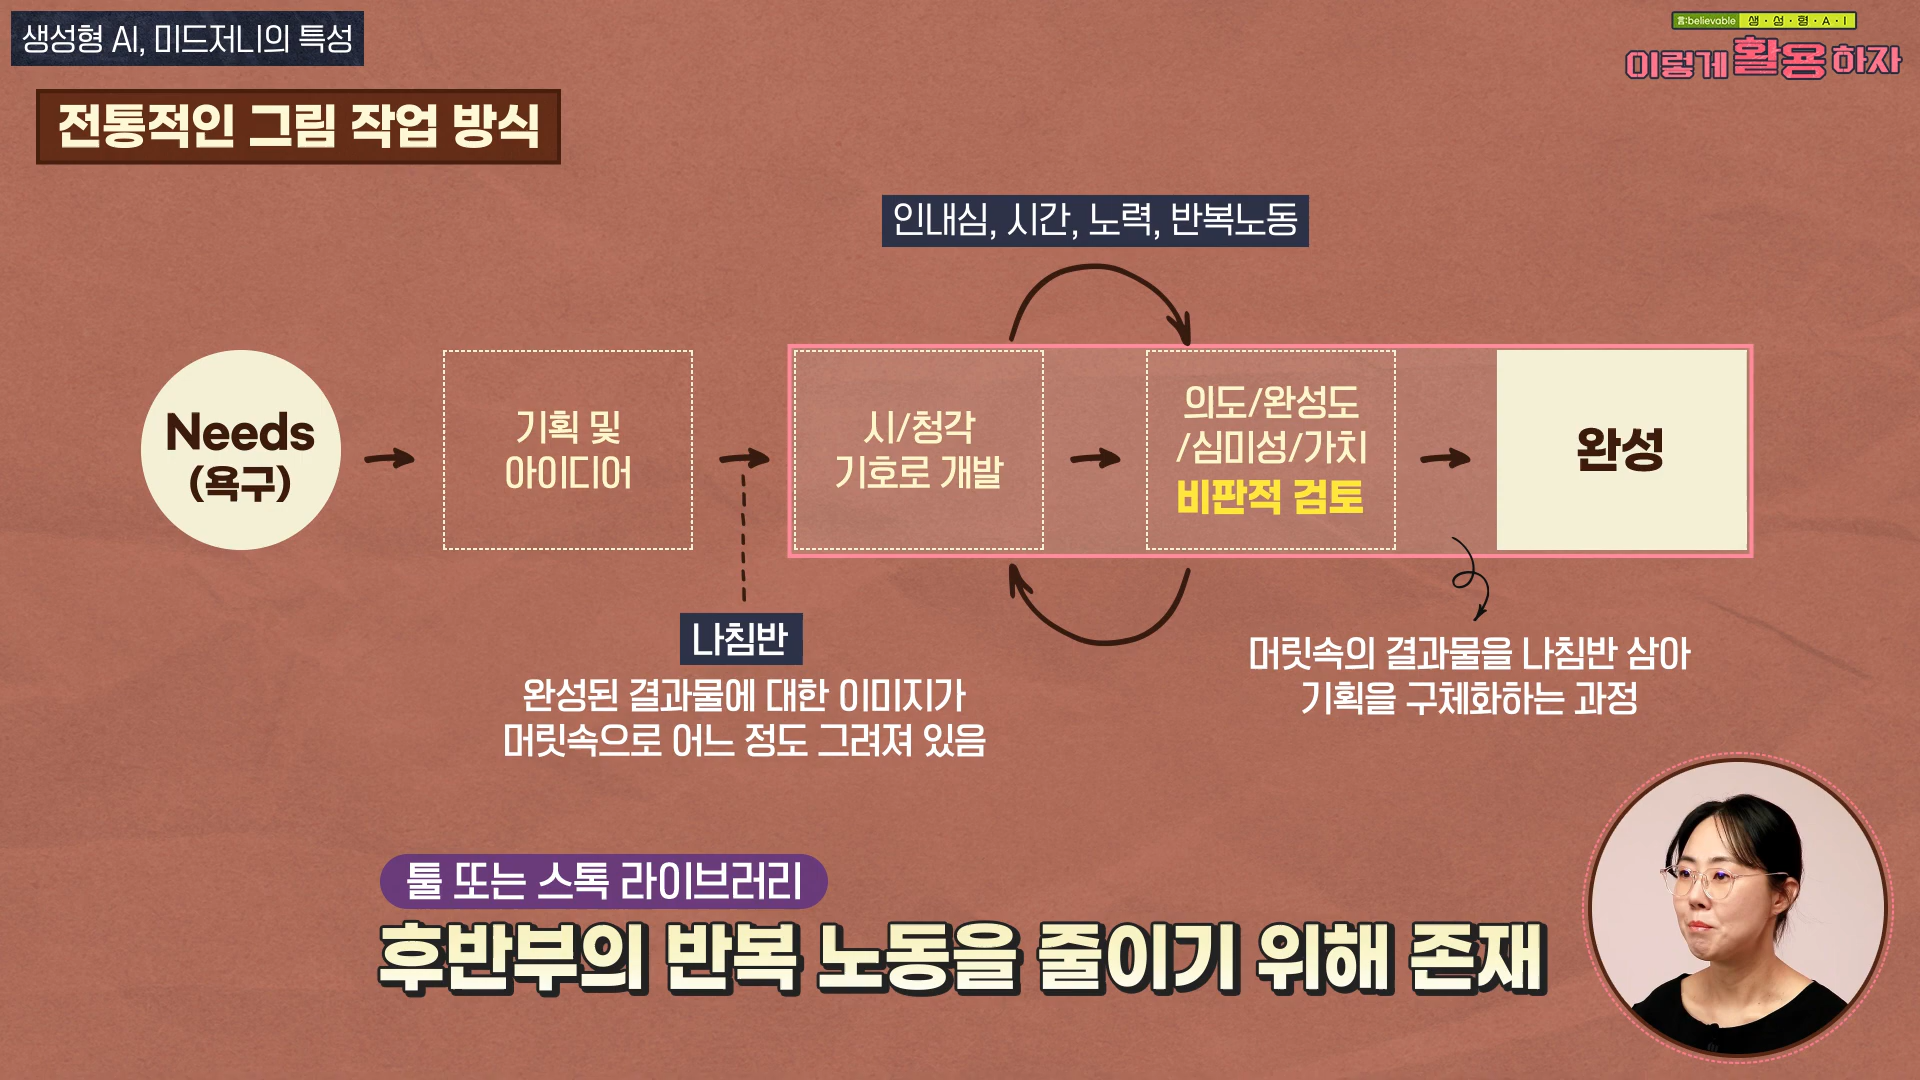 생성형 AI, 미드저니의 특성
言:believable 생·성·형·A·I
이렇게 활용하자
전통적인 그림 작업 방식
인내심, 시간, 노력, 반복노동
Needs
(욕구)
기획 및
아이디어
시/청각
기호로 개발
의도/완성도
/심미성/가치
비판적 검토
완성
나침반
완성된 결과물에 대한 이미지가
머릿속으로 어느 정도 그려져 있음
머릿속의 결과물을 나침반 삼아
기획을 구체화하는 과정
툴 또는 스톡 라이브러리
후반부의 반복 노동을 줄이기 위해 존재